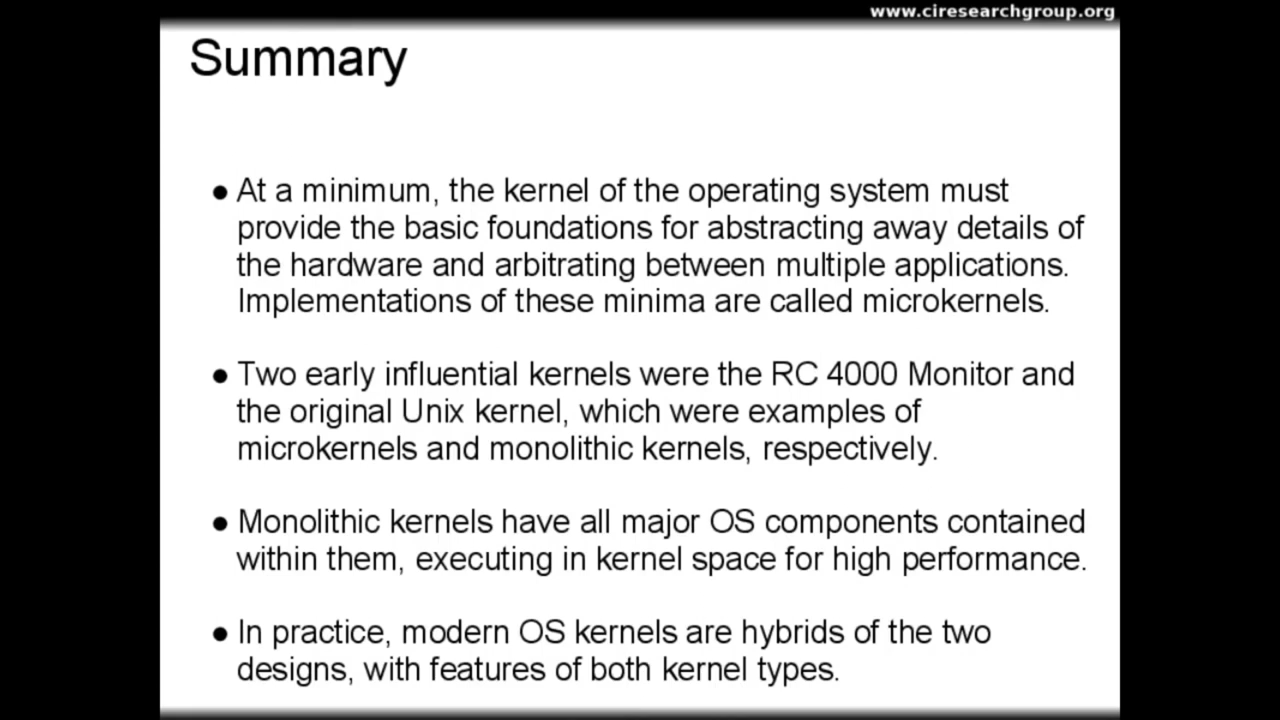 www.ciresearchgroup.org
Summary
● At a minimum, the kernel of the operating system must
provide the basic foundations for abstracting away details of
the hardware and arbitrating between multiple applications.
Implementations of these minima are called microkernels.
● Two early influential kernels were the RC 4000 Monitor and
the original Unix kernel, which were examples of
microkernels and monolithic kernels, respectively.
● Monolithic kernels have all major OS components contained
within them, executing in kernel space for high performance.
● In practice, modern OS kernels are hybrids of the two
designs, with features of both kernel types.